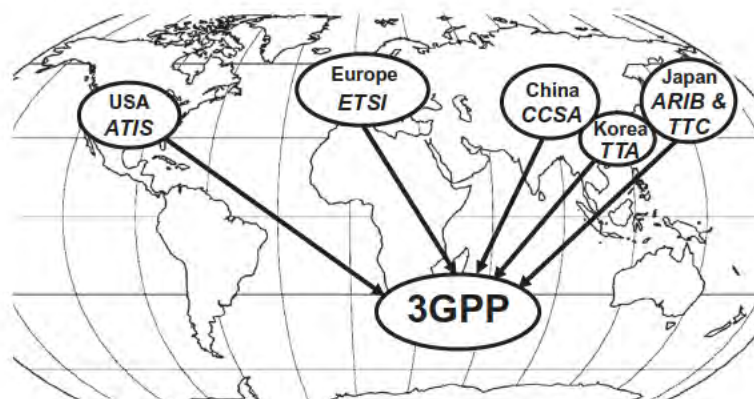 USA
ATIS
Europe
ETSI
China
CCSA
Korea
TTA
Japan
ARIB &
TTC
3GPP